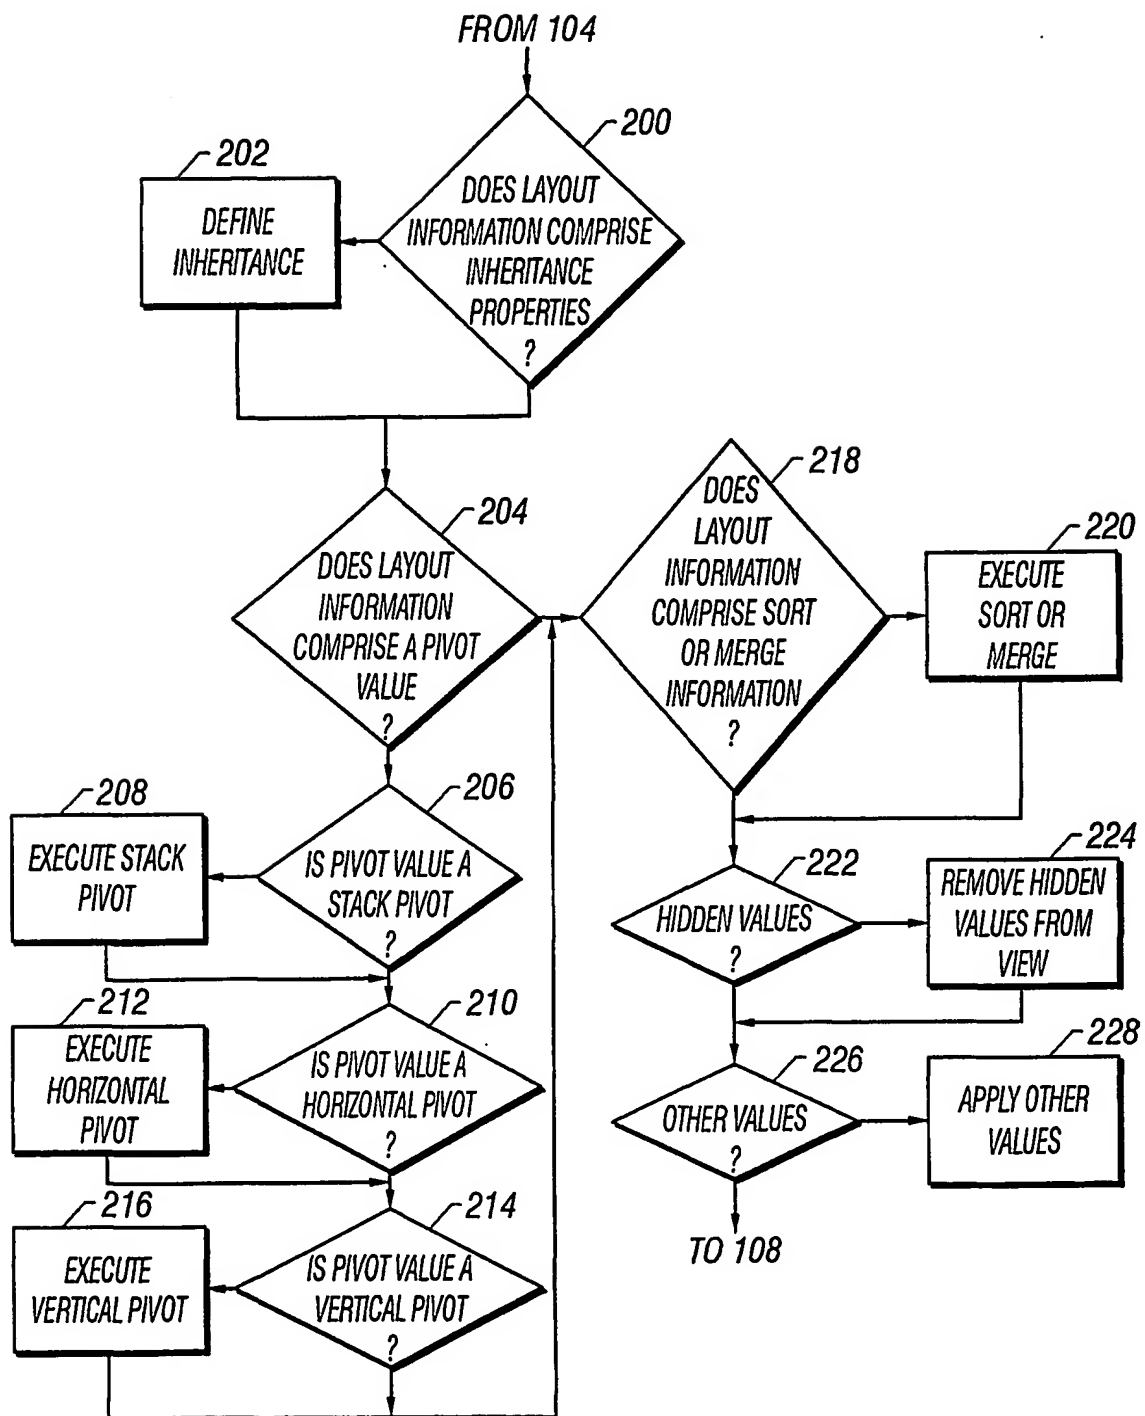 FROM 104
200
202
DOES LAYOUT
INFORMATION COMPRISE
INHERITANCE
PROPERTIES
?
DEFINE
INHERITANCE
204
DOES LAYOUT
INFORMATION
COMPRISE A PIVOT
VALUE
?
206
IS PIVOT VALUE A
STACK PIVOT
?
208
EXECUTE STACK
PIVOT
210
IS PIVOT VALUE A
HORIZONTAL PIVOT
?
212
EXECUTE
HORIZONTAL
PIVOT
214
IS PIVOT VALUE A
VERTICAL PIVOT
?
216
EXECUTE
VERTICAL PIVOT
218
DOES
LAYOUT
INFORMATION
COMPRISE SORT
OR MERGE
INFORMATION
?
220
EXECUTE
SORT OR
MERGE
222
HIDDEN VALUES
?
224
REMOVE HIDDEN
VALUES FROM
VIEW
226
OTHER VALUES
?
228
APPLY OTHER
VALUES
TO 108